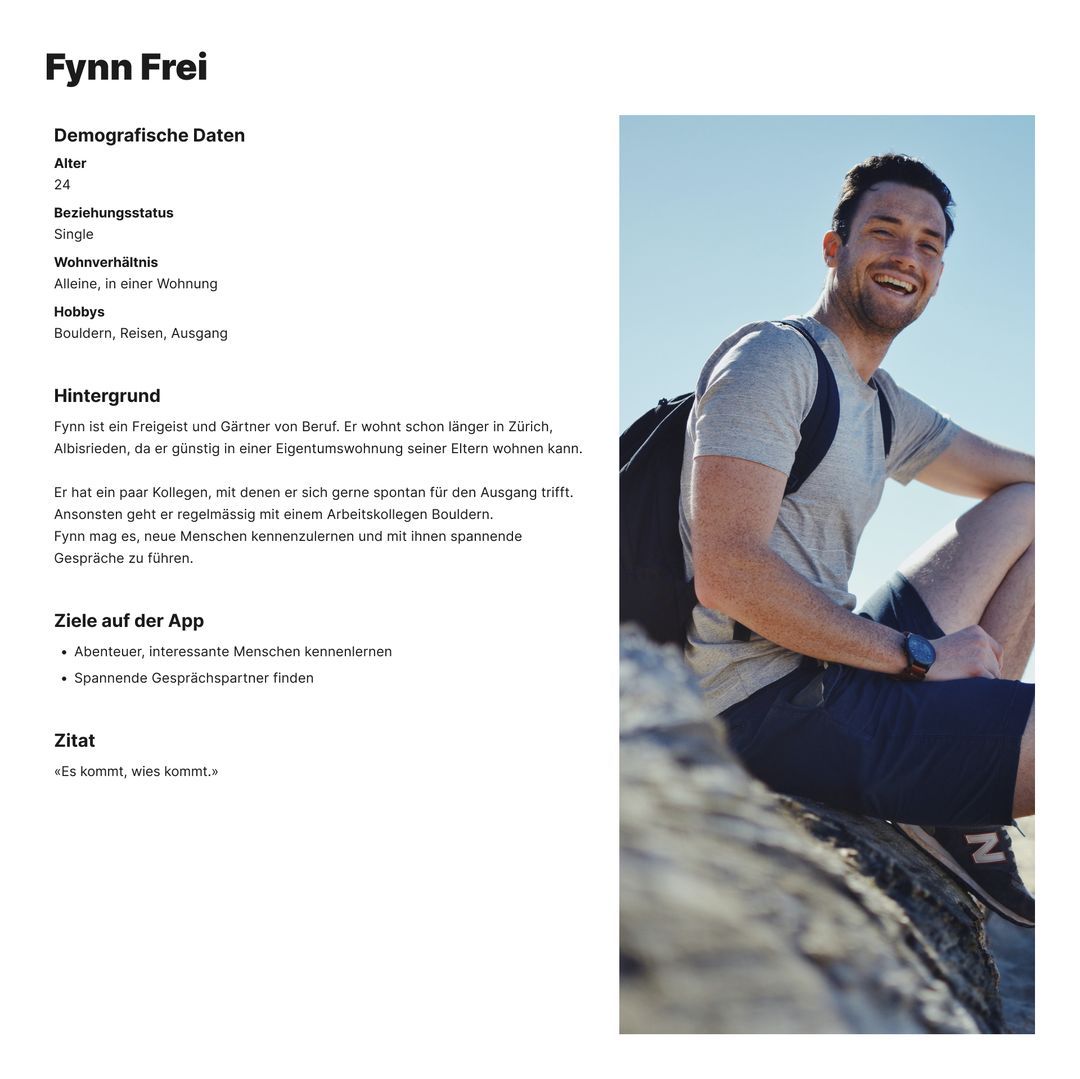 Fynn Frei
Demografische Daten
Alter
24
Beziehungsstatus
Single
Wohnverhältnis
Alleine, in einer Wohnung
Hobbys
Bouldern, Reisen, Ausgang
Hintergrund
Fynn ist ein Freigeist und Gärtner von Beruf. Er wohnt schon länger in Zürich,
Albisrieden, da er günstig in einer Eigentumswohnung seiner Eltern wohnen kann.
Er hat ein paar Kollegen, mit denen er sich gerne spontan für den Ausgang trifft.
Ansonsten geht er regelmässig mit einem Arbeitskollegen Bouldern.
Fynn mag es, neue Menschen kennenzulernen und mit ihnen spannende
Gespräche zu führen.
Ziele auf der App
• Abenteuer, interessante Menschen kennenlernen
• Spannende Gesprächspartner finden
Zitat
«Es kommt, wies kommt.»
N